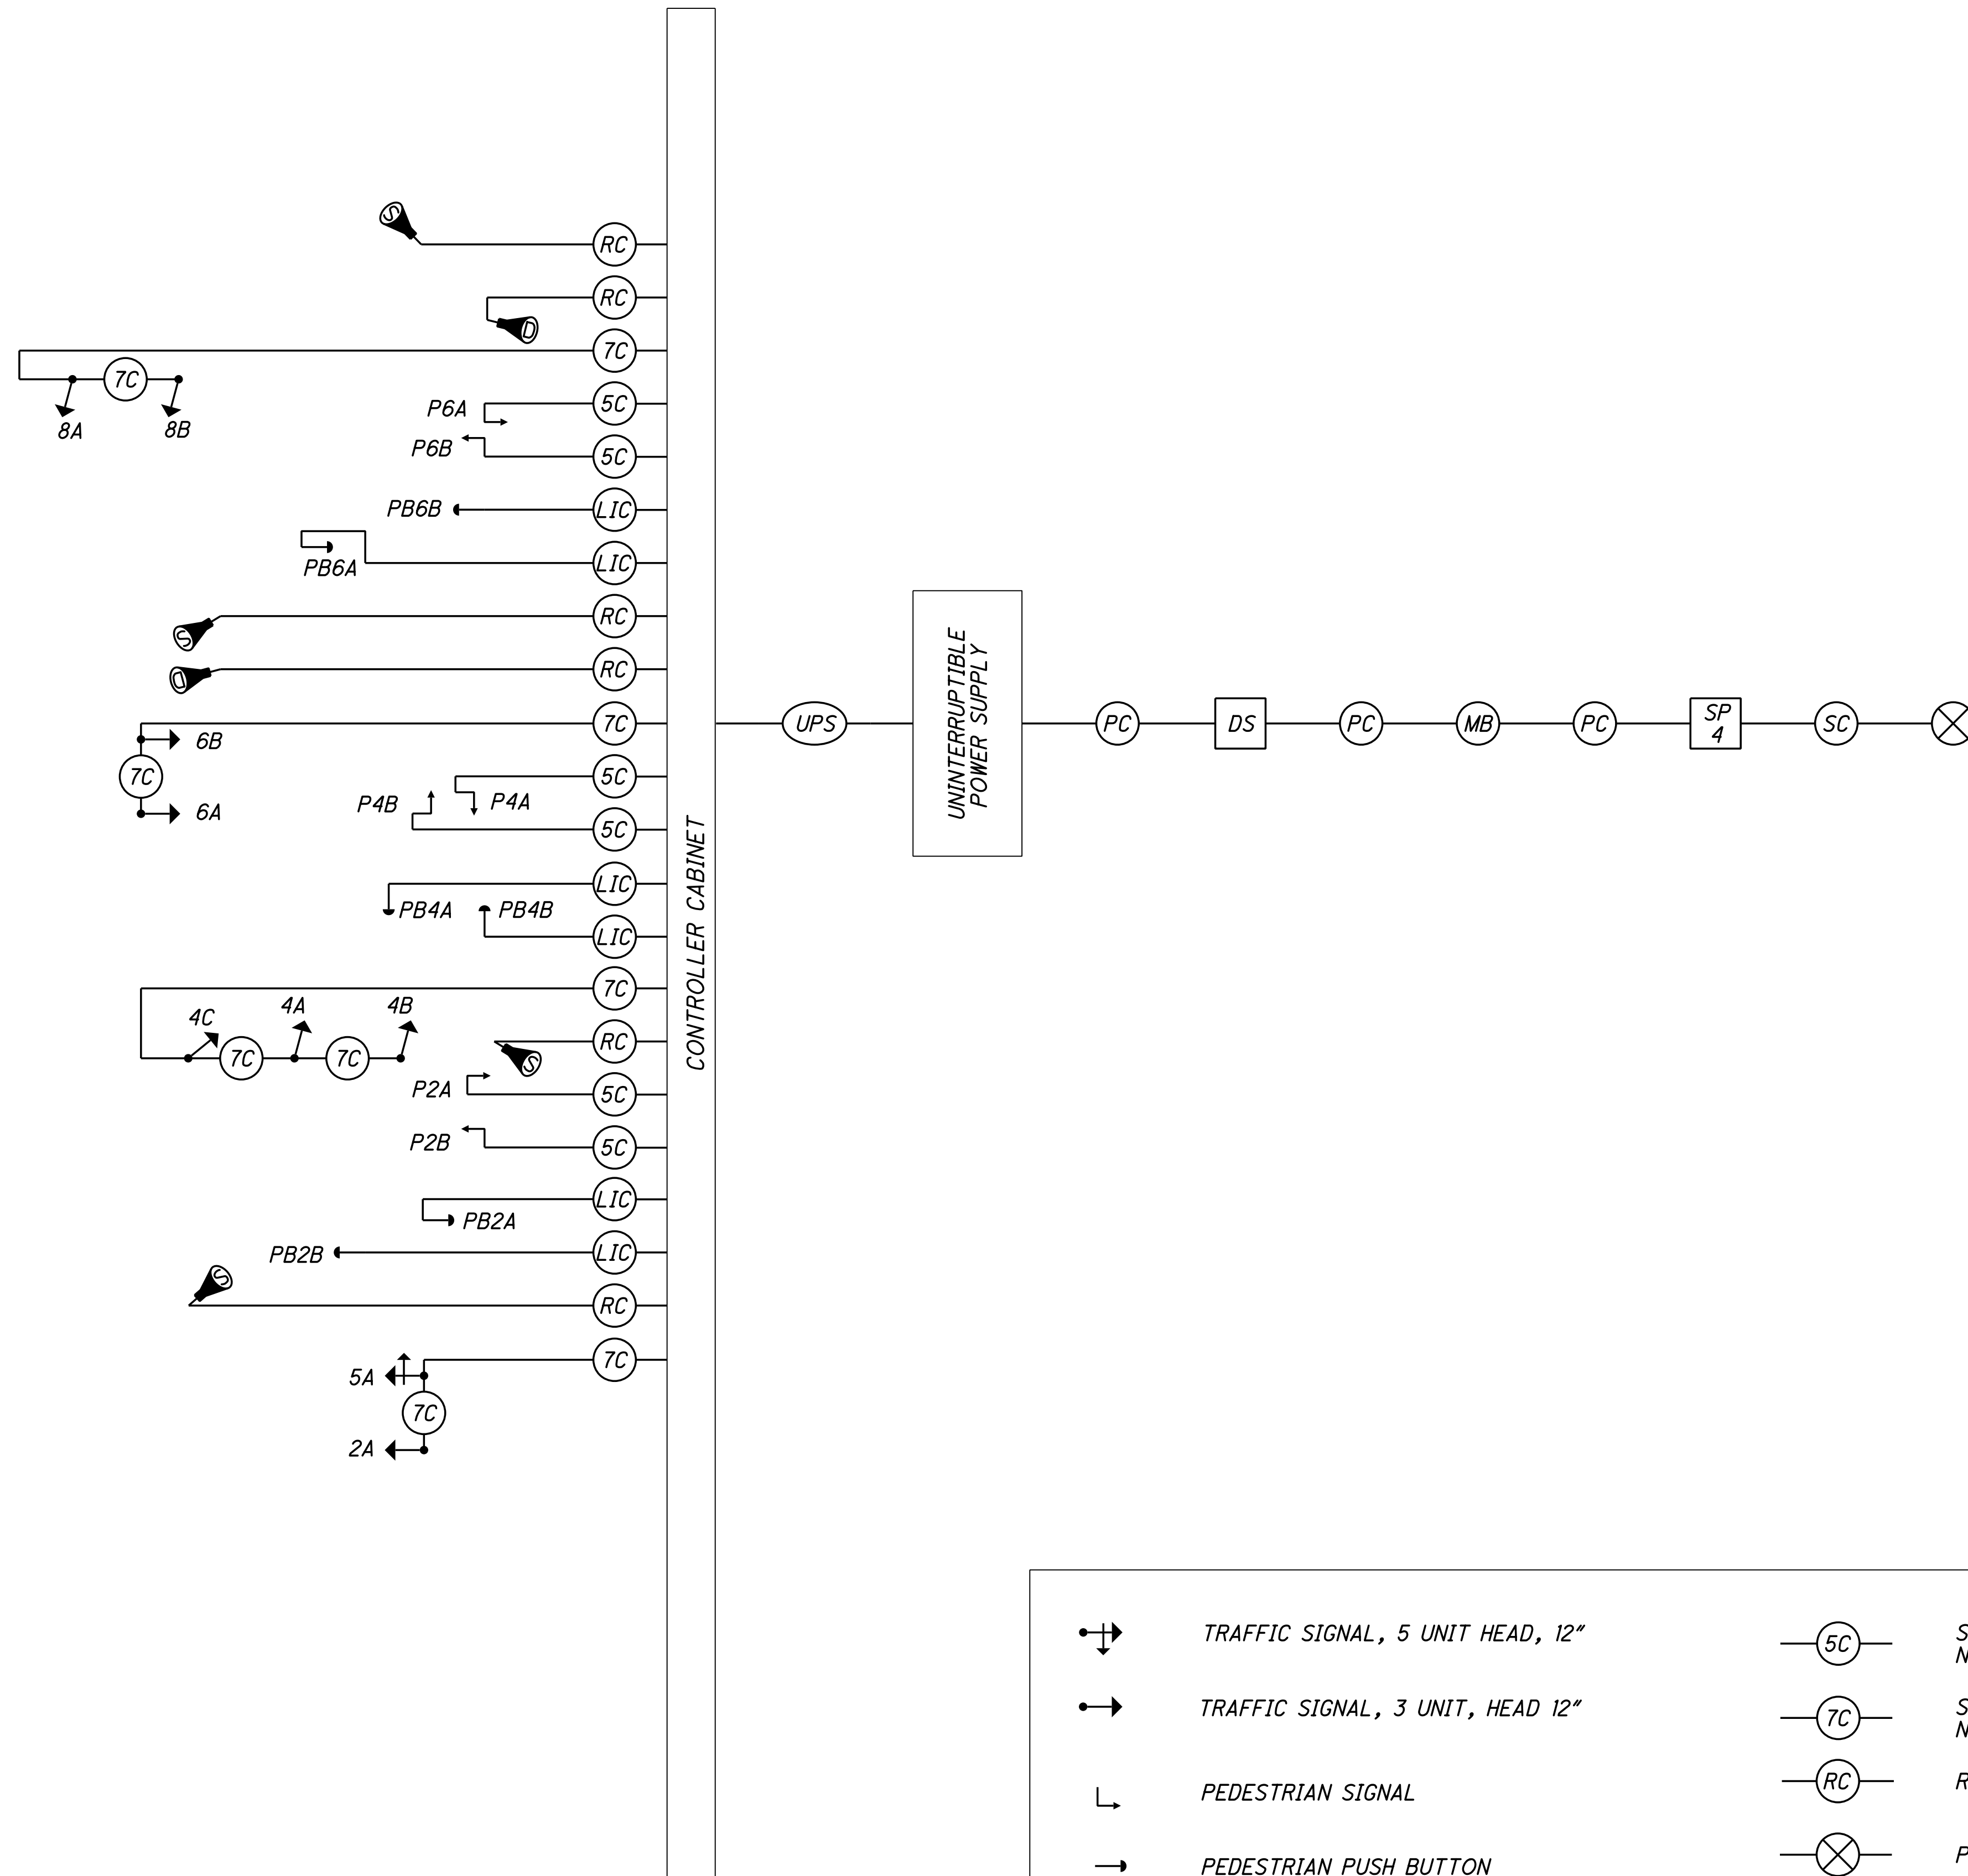 S
RC
RC
D
7C
7C
8A
8B
P6A
5C
P6B
5C
PB6B
LIC
PB6A
LIC
S
RC
D
RC
7C
6B
7C
6A
5C
P4B
P4A
5C
LIC
PB4A
PB4B
LIC
7C
4C
4A
4B
7C
7C
RC
S
P2A
5C
P2B
5C
LIC
PB2A
PB2B
LIC
S
RC
7C
5A
7C
2A
CONTROLLER CABINET
UPS
UNINTERRUPTIBLE
POWER SUPPLY
PC
DS
PC
MB
PC
SP
4
SC
TRAFFIC SIGNAL, 5 UNIT HEAD, 12"
5C
S
N
TRAFFIC SIGNAL, 3 UNIT, HEAD 12"
7C
S
N
PEDESTRIAN SIGNAL
RC
R
PEDESTRIAN PUSH BUTTON
P